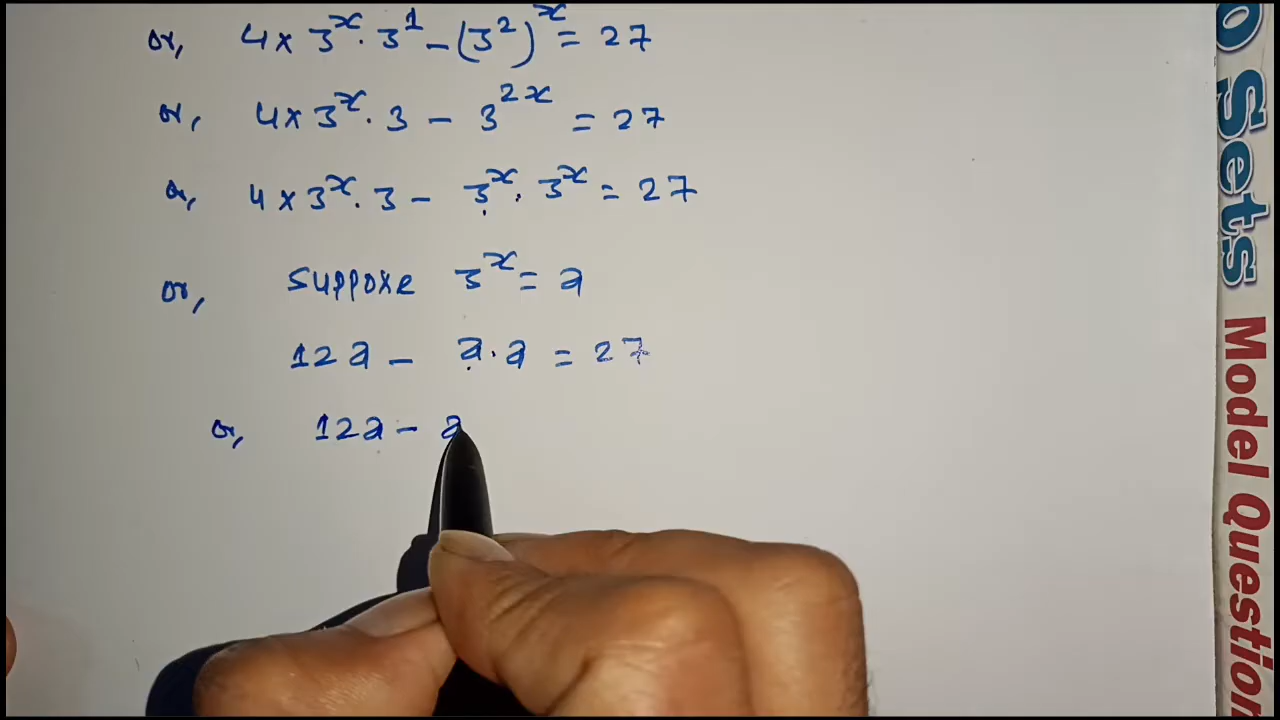 or, 4 × 3^x · 3^1 - (3^2)^x = 27
or, 4 × 3^x · 3 - 3^2x = 27
or, 4 × 3^x · 3 - 3^x · 3^x = 27
or, Suppoxe 3^x = a
12a - a · a = 27
or, 12a - a
Sets
Model Question